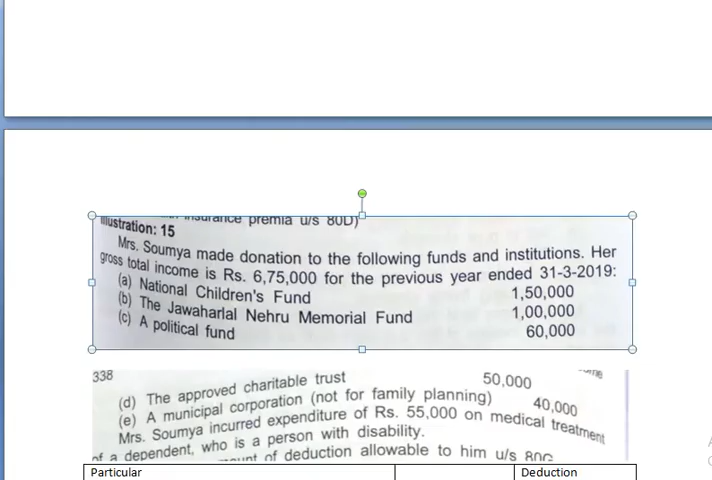 insurance premia u/s 80D)
Illustration: 15
Mrs. Soumya made donation to the following funds and institutions. Her
gross total income is Rs. 6,75,000 for the previous year ended 31-3-2019:
(a) National Children's Fund 1,50,000
(b) The Jawaharlal Nehru Memorial Fund 1,00,000
(c) A political fund 60,000
338
(d) The approved charitable trust 50,000
(e) A municipal corporation (not for family planning) 40,000
Mrs. Soumya incurred expenditure of Rs. 55,000 on medical treatment
of a dependent, who is a person with disability.
of deduction allowable to him u/s
Particular Deduction